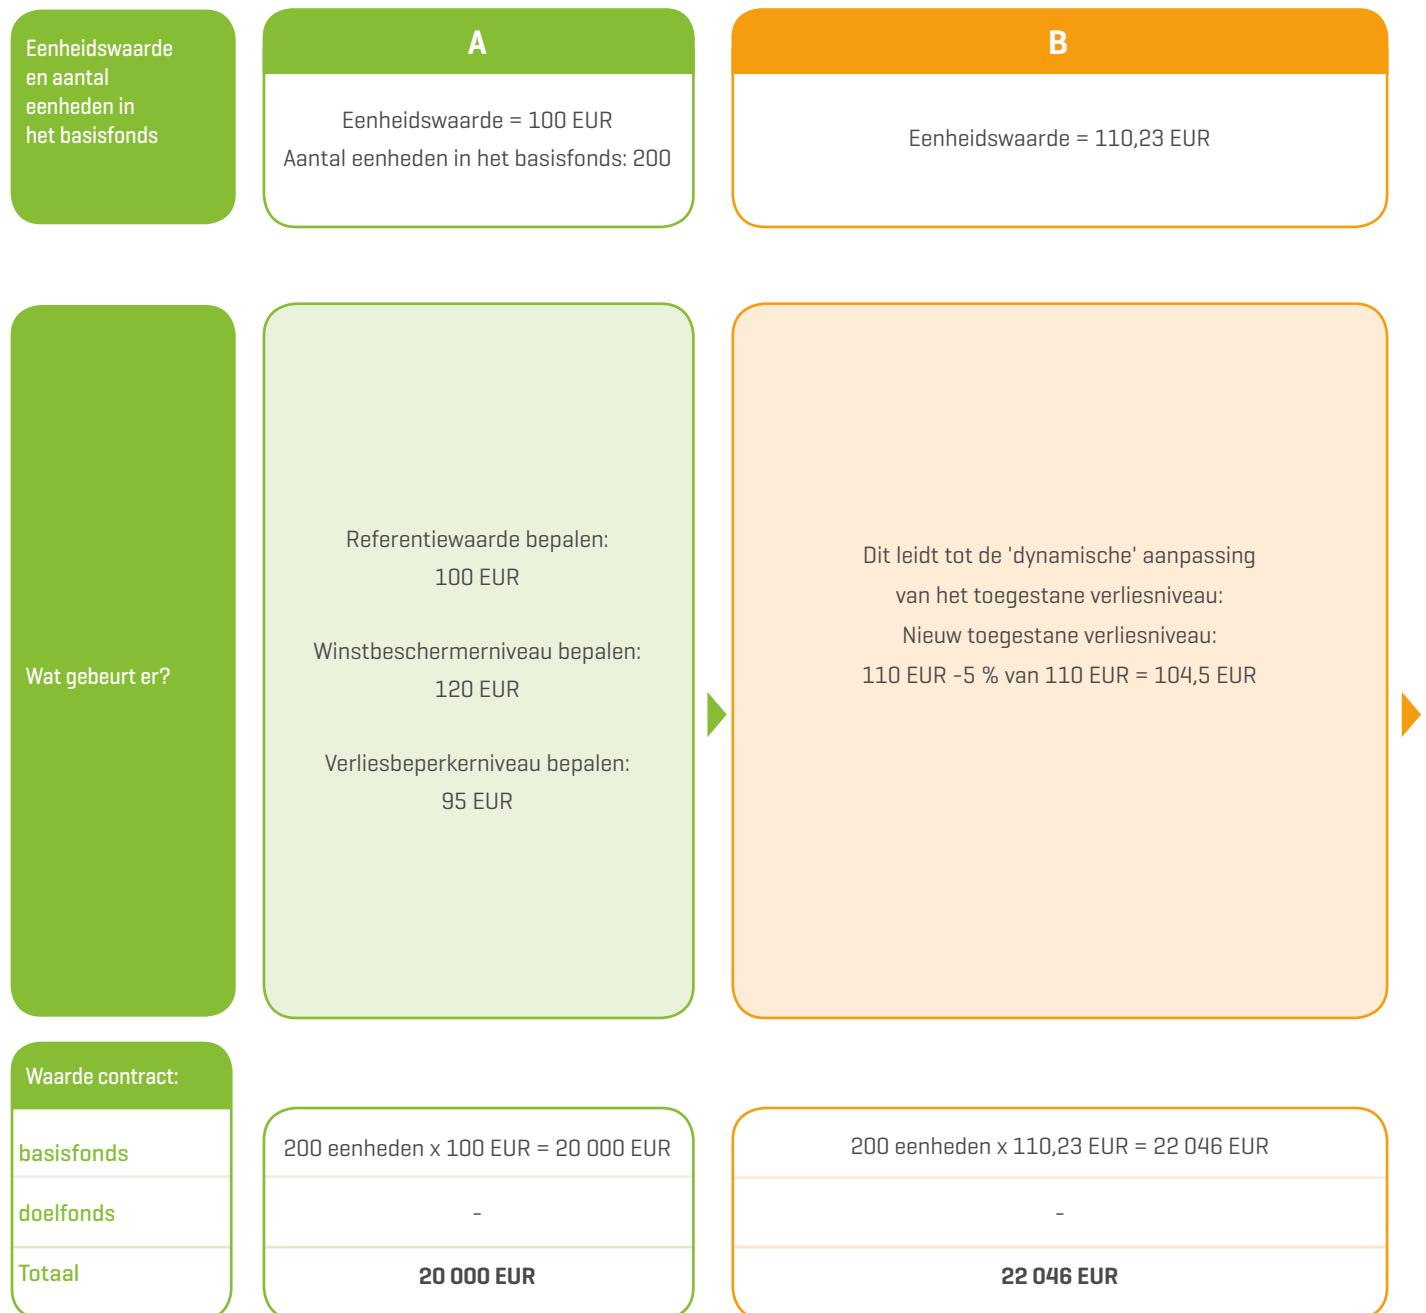 Eenheidswaarde
en aantal
eenheden in
het basisfonds
A
Eenheidswaarde = 100 EUR
Aantal eenheden in het basisfonds: 200
B
Eenheidswaarde = 110,23 EUR
Wat gebeurt er?
Referentiewaarde bepalen:
100 EUR
Winstbeschermerniveau bepalen:
120 EUR
Verliesbeperkerniveau bepalen:
95 EUR
Dit leidt tot de 'dynamische' aanpassing
van het toegestane verliesniveau:
Nieuw toegestane verliesniveau:
110 EUR -5 % van 110 EUR = 104,5 EUR
Waarde contract:
basisfonds
200 eenheden x 100 EUR = 20 000 EUR
200 eenheden x 110,23 EUR = 22 046 EUR
doelfonds
-
-
Totaal
20 000 EUR
22 046 EUR